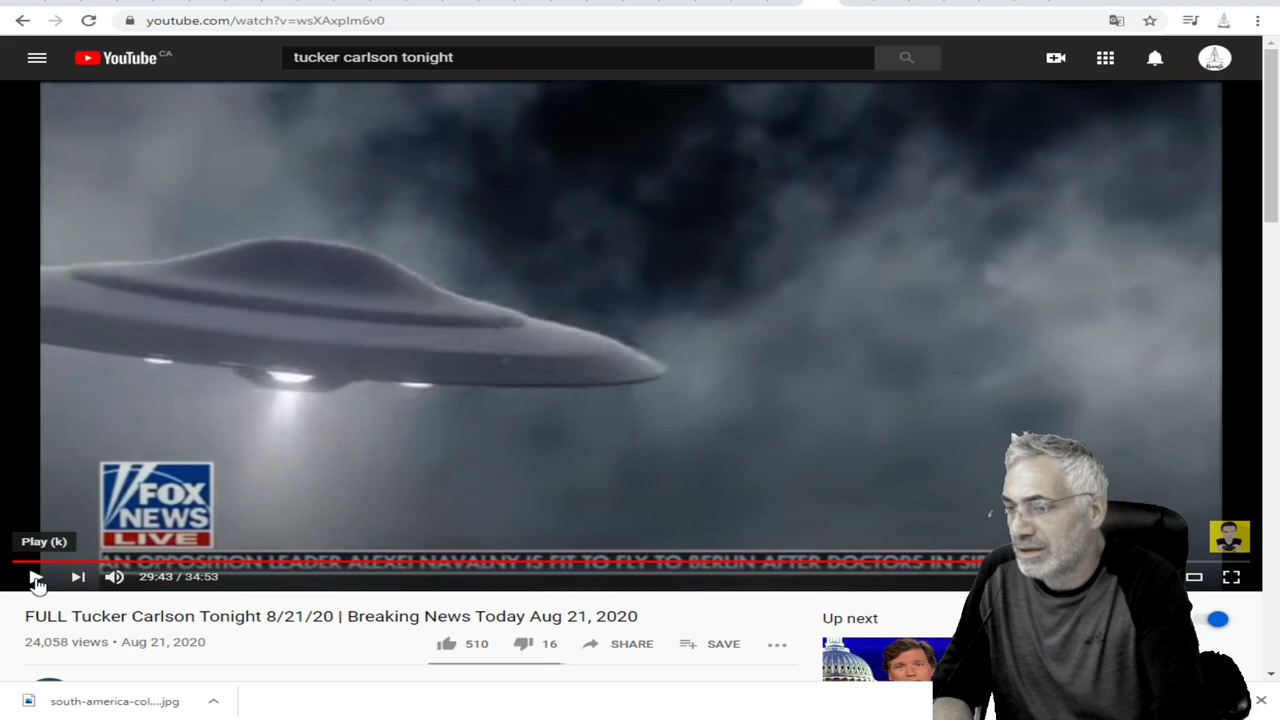 youtube.com/watch?v=wsXAxpIm6v0
YouTube CA
tucker carlson tonight
FOX
NEWS
LIVE
AN OPPOSITION LEADER ALEXEI NAVALNY IS FIT TO FLY TO BERLIN AFTER DOCTORS IN
Play (k)
29:43 / 34:53
FULL Tucker Carlson Tonight 8/21/20 | Breaking News Today Aug 21, 2020
24,058 views • Aug 21, 2020
510
16
SHARE
SAVE
Up next
south-america-col....jpg